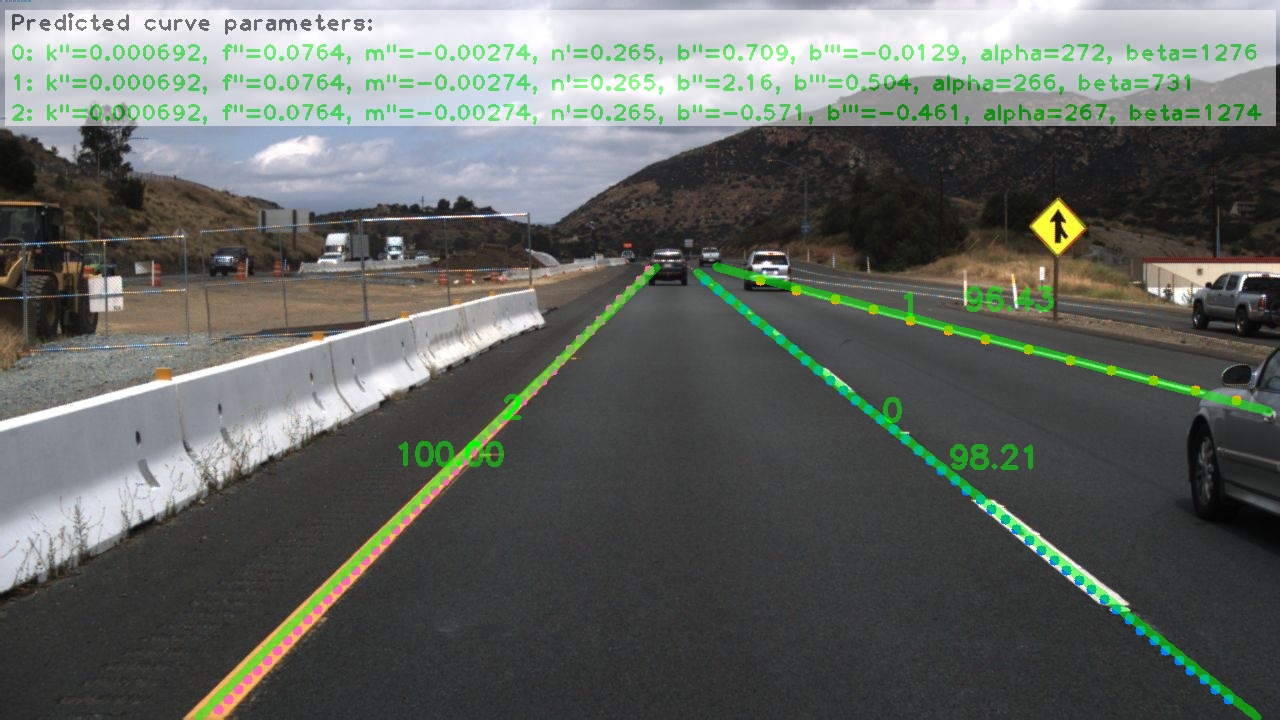 Predicted curve parameters:
0: k''=0.000692, f''=0.0764, m''=-0.00274, n'=0.265, b''=0.709, b'''=-0.0129, alpha=272, beta=1276
1: k''=0.000692, f''=0.0764, m''=-0.00274, n'=0.265, b''=2.16, b'''=0.504, alpha=266, beta=731
2: k''=0.000692, f''=0.0764, m''=-0.00274, n'=0.265, b''=-0.571, b'''=-0.461, alpha=267, beta=1274
1 96.43
2 0
100.00 98.21